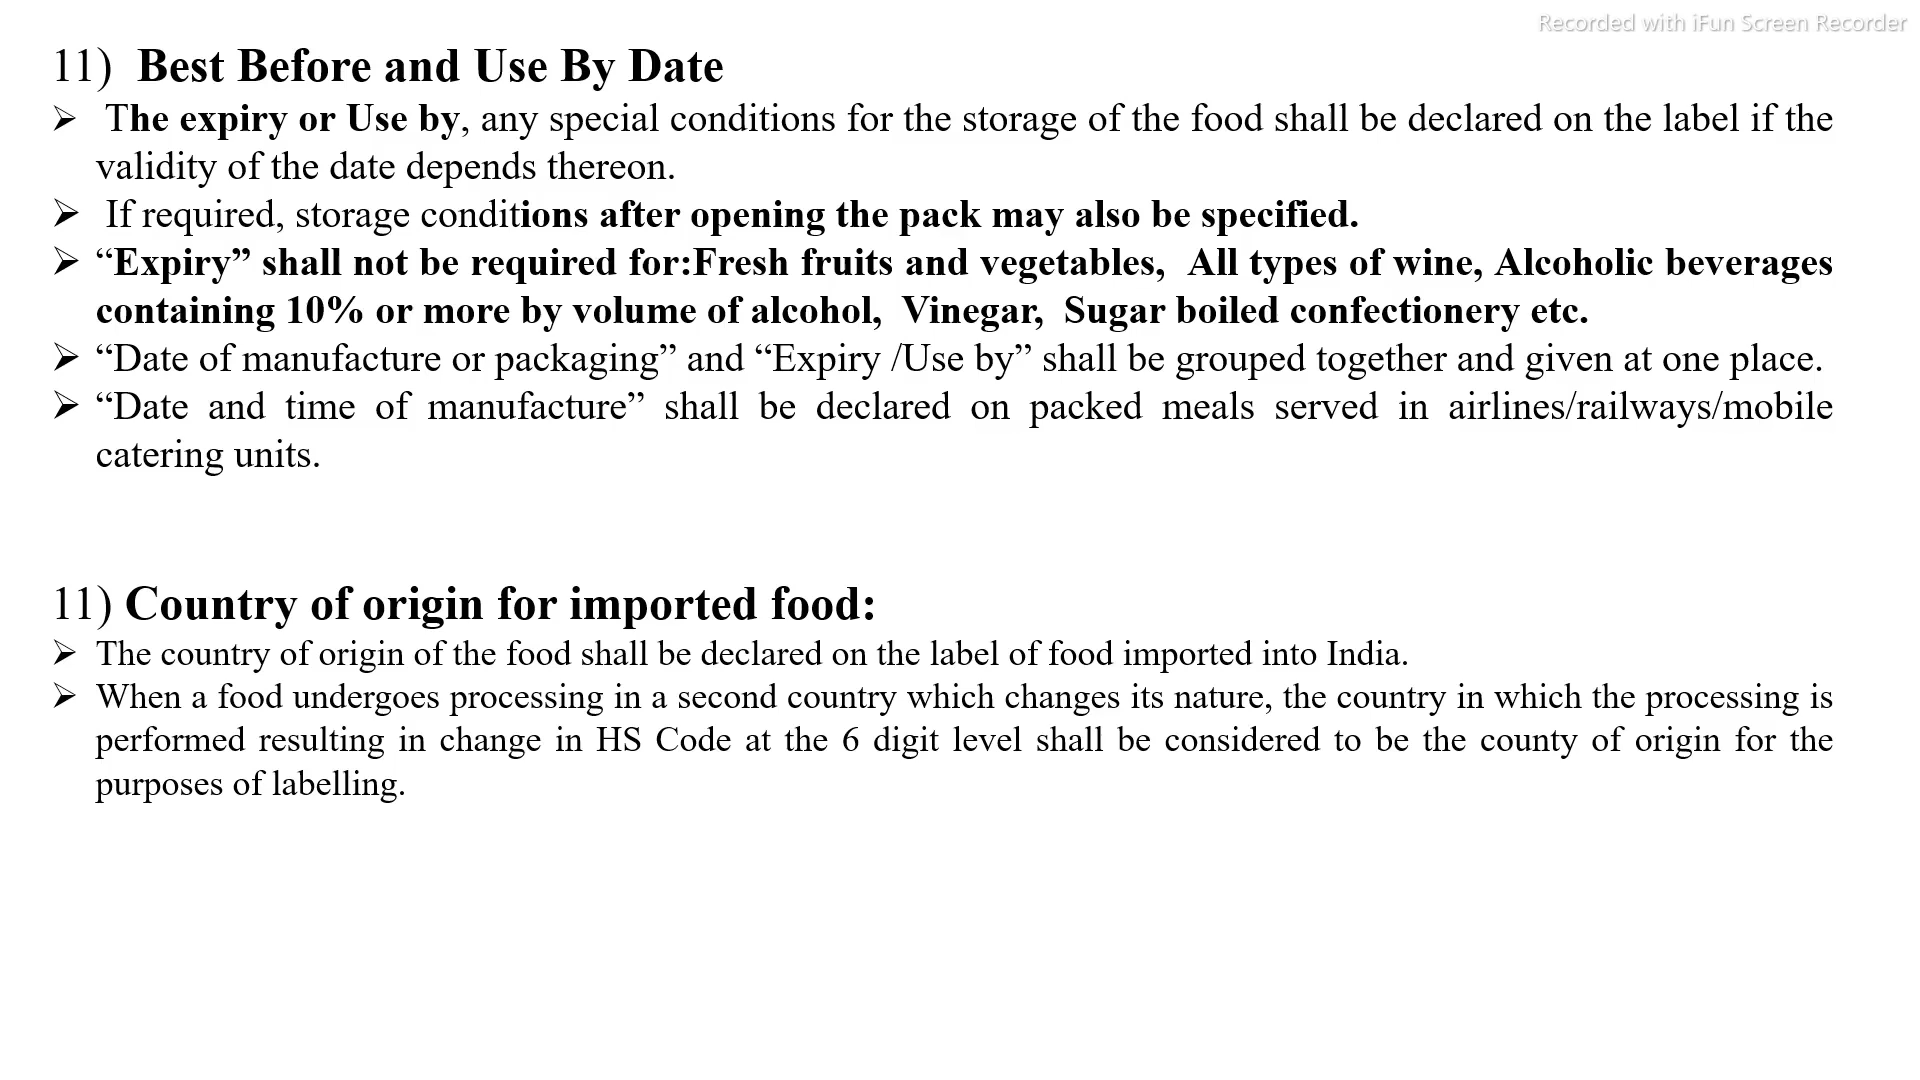 Recorded with iFun Screen Recorder
11) Best Before and Use By Date
➢ The expiry or Use by, any special conditions for the storage of the food shall be declared on the label if the
validity of the date depends thereon.
➢ If required, storage conditions after opening the pack may also be specified.
➢ “Expiry” shall not be required for:Fresh fruits and vegetables, All types of wine, Alcoholic beverages
containing 10% or more by volume of alcohol, Vinegar, Sugar boiled confectionery etc.
➢ “Date of manufacture or packaging” and “Expiry /Use by” shall be grouped together and given at one place.
➢ “Date and time of manufacture” shall be declared on packed meals served in airlines/railways/mobile
catering units.
11) Country of origin for imported food:
➢ The country of origin of the food shall be declared on the label of food imported into India.
➢ When a food undergoes processing in a second country which changes its nature, the country in which the processing is
performed resulting in change in HS Code at the 6 digit level shall be considered to be the county of origin for the
purposes of labelling.